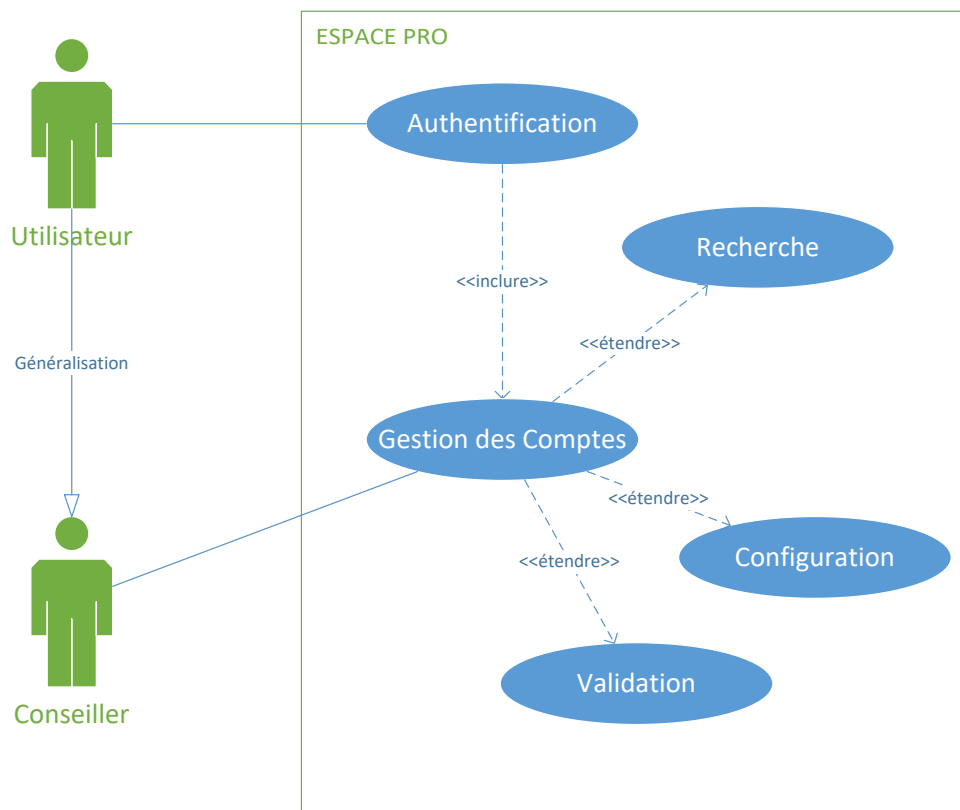 ESPACE PRO
Authentification
Utilisateur
Recherche
<<inclure>>
<<étendre>>
Généralisation
Gestion des Comptes
<<étendre>>
<<étendre>>
Configuration
Validation
Conseiller